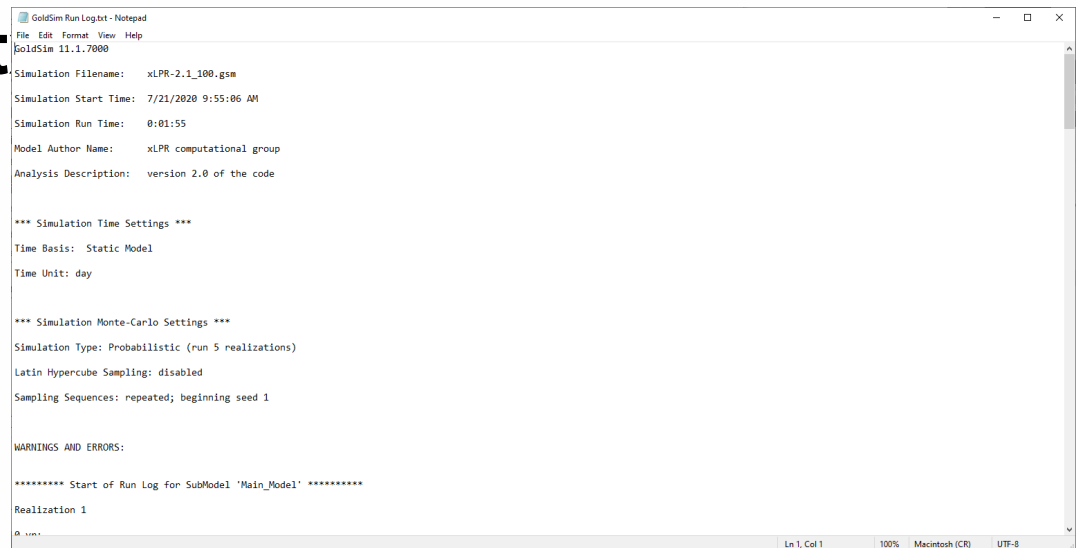 GoldSim Run Log.txt - Notepad
File Edit Format View Help
GoldSim 11.1.7000
Simulation Filename: xLPR-2.1_100.gsm
Simulation Start Time: 7/21/2020 9:55:06 AM
Simulation Run Time: 0:01:55
Model Author Name: xLPR computational group
Analysis Description: version 2.0 of the code
*** Simulation Time Settings ***
Time Basis: Static Model
Time Unit: day
*** Simulation Monte-Carlo Settings ***
Simulation Type: Probabilistic (run 5 realizations)
Latin Hypercube Sampling: disabled
Sampling Sequences: repeated; beginning seed 1
WARNINGS AND ERRORS:
********* Start of Run Log for SubModel 'Main_Model' **********
Realization 1
0 yr:
Ln 1, Col 1 100% Macintosh (CR) UTF-8